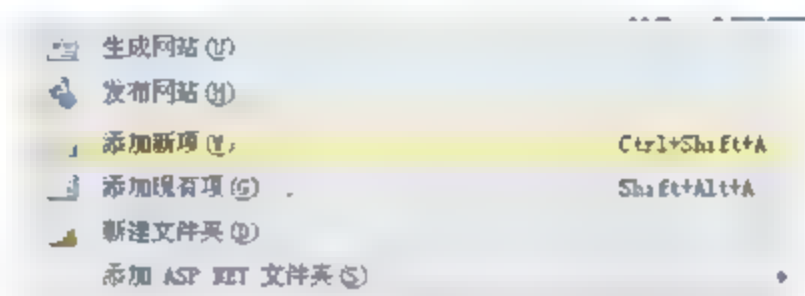 生成网站(U)
发布网站(H)
添加新项(W)... Ctrl+Shift+A
添加现有项(G)... Shift+Alt+A
新建文件夹(D)
添加 ASP.NET 文件夹(S)